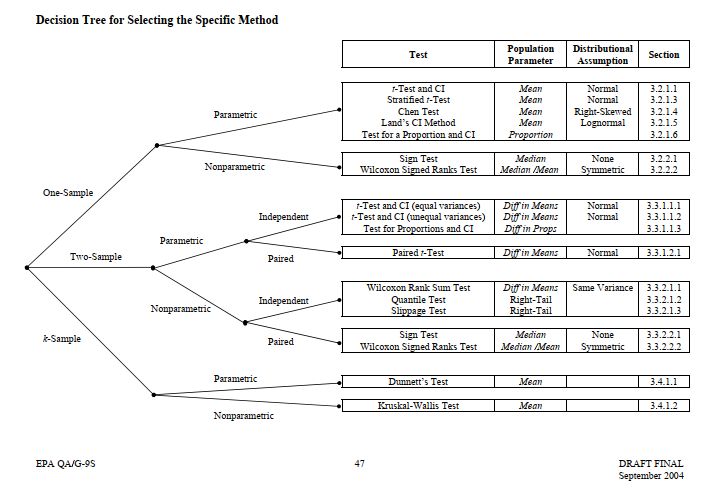 Decision Tree for Selecting the Specific Method
Test Population Parameter Distributional Assumption Section
Parametric
t-Test and CI Mean Normal 3.2.1.1
Stratified t-Test Mean Normal 3.2.1.3
Chen Test Mean Right-Skewed 3.2.1.4
Land's CI Method Mean Lognormal 3.2.1.5
Test for a Proportion and CI Proportion 3.2.1.6
Nonparametric
Sign Test Median None 3.2.2.1
Wilcoxon Signed Ranks Test Median /Mean Symmetric 3.2.2.2
One-Sample
Independent
t-Test and CI (equal variances) Diff in Means Normal 3.3.1.1.1
t-Test and CI (unequal variances) Diff in Means Normal 3.3.1.1.2
Test for Proportions and CI Diff in Props 3.3.1.1.3
Parametric
Two-Sample
Paired
Paired t-Test Diff in Means Normal 3.3.1.2.1
Nonparametric
Independent
Wilcoxon Rank Sum Test Diff in Means Same Variance 3.3.2.1.1
Quantile Test Right-Tail 3.3.2.1.2
Slippage Test Right-Tail 3.3.2.1.3
Paired
Sign Test Median None 3.3.2.2.1
Wilcoxon Signed Ranks Test Median /Mean Symmetric 3.3.2.2.2
k-Sample
Parametric
Dunnett's Test Mean 3.4.1.1
Kruskal-Wallis Test Mean 3.4.1.2
Nonparametric
EPA QA/G-9S 47 DRAFT FINAL
September 2004